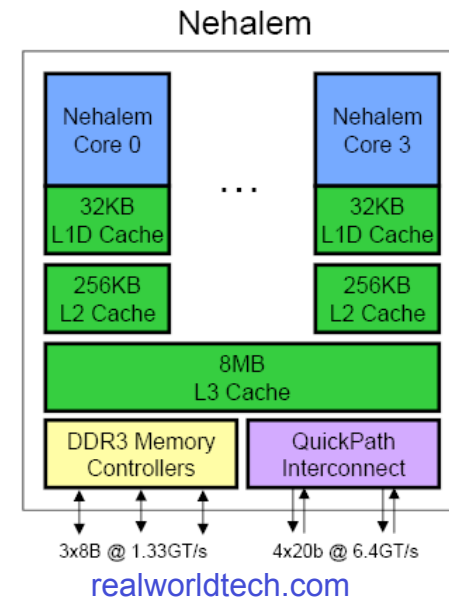 Nehalem
Nehalem
Core 0
...
Nehalem
Core 3
32KB
L1D Cache
32KB
L1D Cache
256KB
L2 Cache
256KB
L2 Cache
8MB
L3 Cache
DDR3 Memory
Controllers
QuickPath
Interconnect
3x8B @ 1.33GT/s
4x20b @ 6.4GT/s
realworldtech.com